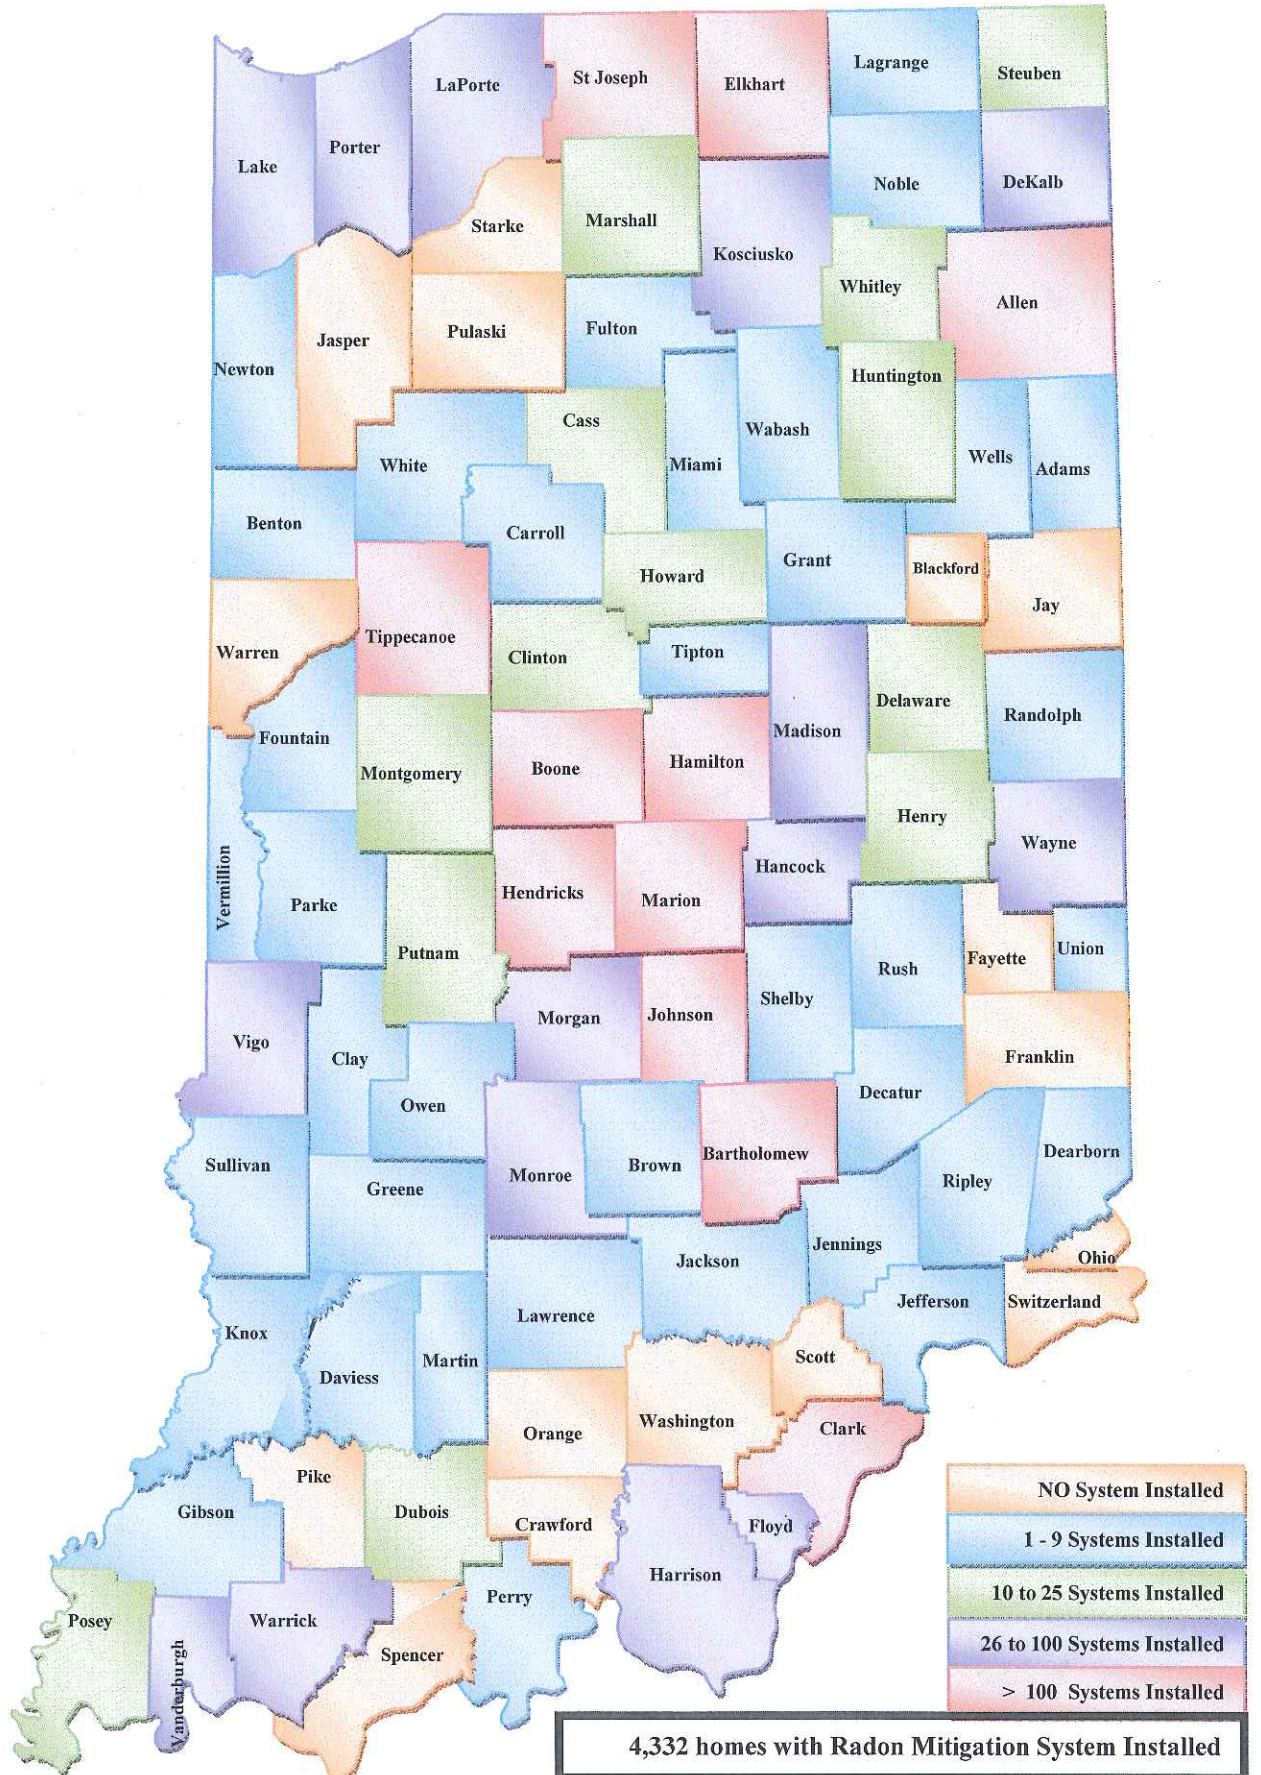 LaPorte
St Joseph
Elkhart
Lagrange
Steuben
Lake
Porter
Starke
Marshall
Kosciusko
Noble
DeKalb
Newton
Jasper
Pulaski
Fulton
Whitley
Allen
Huntington
Cass
White
Miami
Wabash
Wells
Adams
Benton
Carroll
Howard
Grant
Blackford
Jay
Warren
Tippecanoe
Clinton
Tipton
Delaware
Randolph
Fountain
Madison
Montgomery
Boone
Hamilton
Henry
Wayne
Vermillion
Parke
Hendricks
Marion
Hancock
Putnam
Rush
Fayette
Union
Vigo
Clay
Morgan
Johnson
Shelby
Franklin
Owen
Decatur
Sullivan
Greene
Monroe
Brown
Bartholomew
Ripley
Dearborn
Jackson
Jennings
Ohio
Knox
Lawrence
Jefferson
Switzerland
Daviess
Martin
Scott
Orange
Washington
Clark
Pike
Gibson
Dubois
Crawford
Floyd
Harrison
Posey
Vanderburgh
Warrick
Spencer
Perry
NO System Installed
1 - 9 Systems Installed
10 to 25 Systems Installed
26 to 100 Systems Installed
> 100 Systems Installed
4,332 homes with Radon Mitigation System Installed